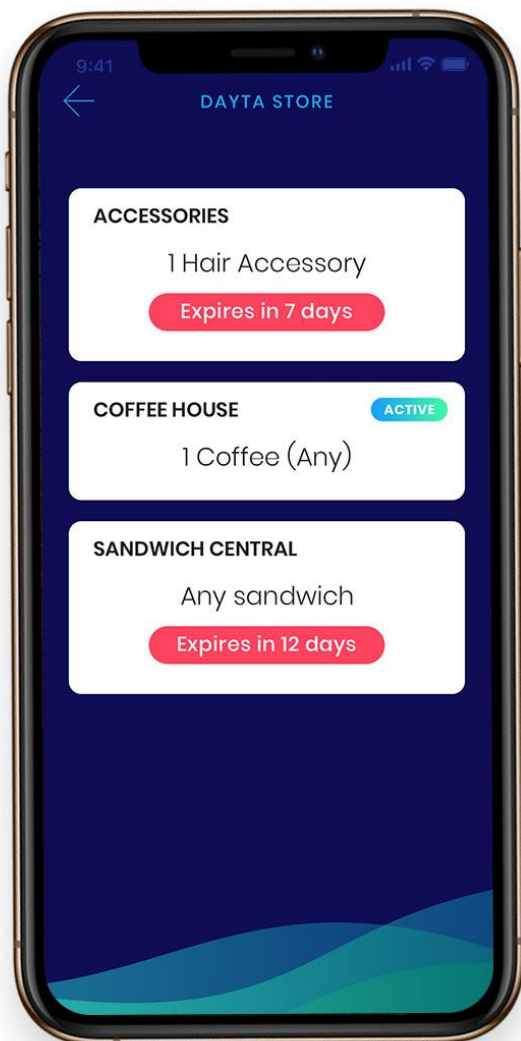 9:41
DAYTA STORE
ACCESSORIES
1 Hair Accessory
Expires in 7 days
COFFEE HOUSE
ACTIVE
1 Coffee (Any)
SANDWICH CENTRAL
Any sandwich
Expires in 12 days